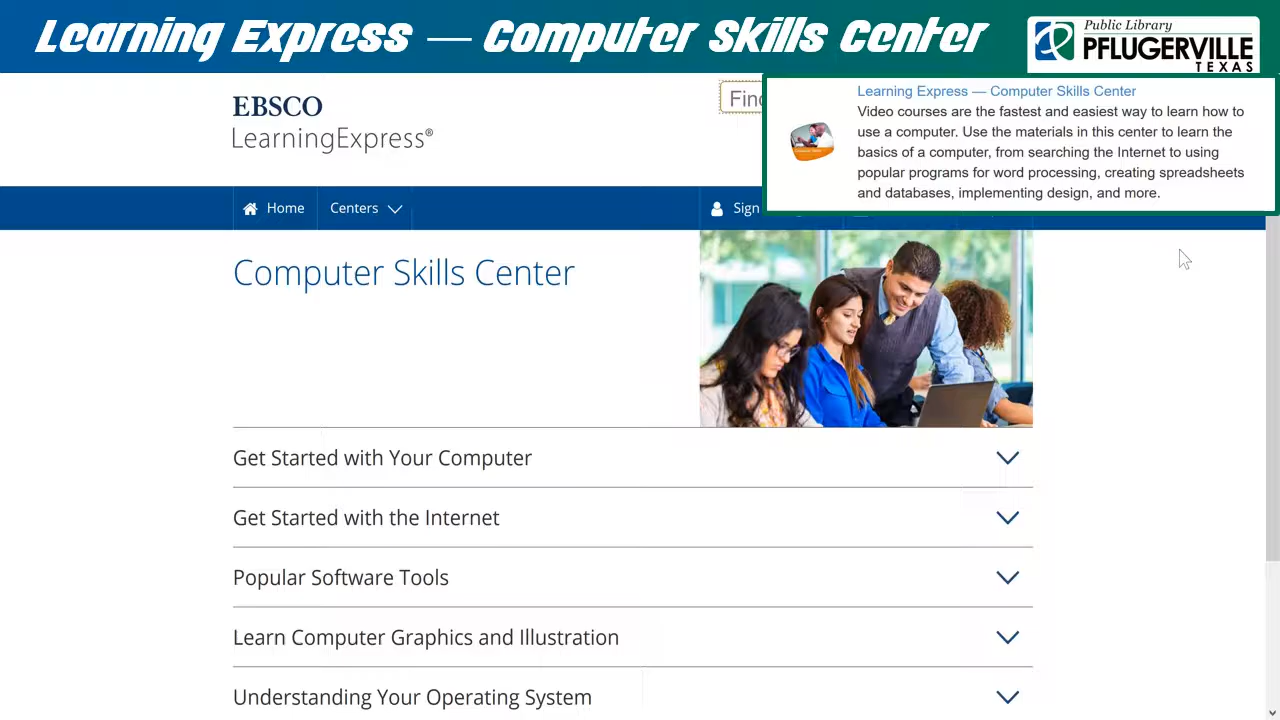 Learning Express — Computer Skills Center
Public Library
PFLUGERVILLE
TEXAS
EBSCO
LearningExpress®
Find
Learning Express — Computer Skills Center
Video courses are the fastest and easiest way to learn how to
use a computer. Use the materials in this center to learn the
basics of a computer, from searching the Internet to using
popular programs for word processing, creating spreadsheets
and databases, implementing design, and more.
Home
Centers
Sign
Computer Skills Center
Get Started with Your Computer
Get Started with the Internet
Popular Software Tools
Learn Computer Graphics and Illustration
Understanding Your Operating System